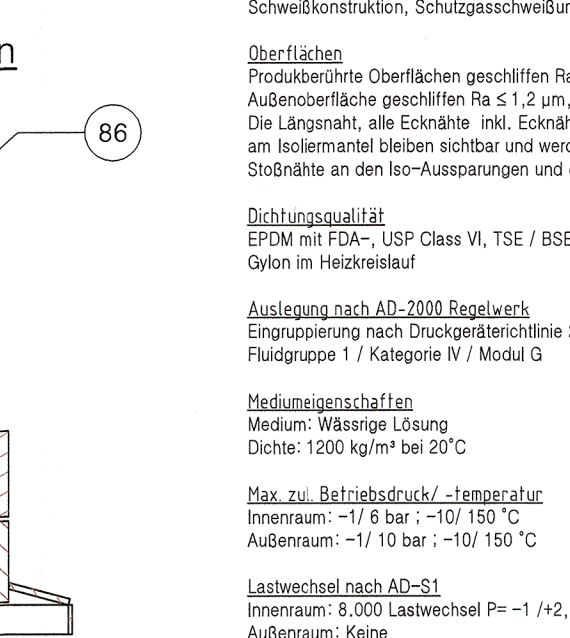 Schweißkonstruktion,
n
Oberflächen
Produkberührte Oberflächen geschliffen Ra
Außenoberfläche geschliffen Ra ≤ 1,2 µm,
86
Die Längsnaht, alle Ecknähte inkl.
am Isoliermantel bleiben sichtbar und
Stoßnähte an den Iso-Aussparungen und
Dichtungsqualität
EPDM mit FDA-, USP Class VI, TSE / BSE
Gylon im Heizkreislauf
Auslegung nach AD-2000 Regelwerk
Eingruppierung nach Druckgeräterichtlinie
Fluidgruppe 1 / Kategorie IV / Modul G
Mediumeigenschaften
Medium: Wässrige Lösung
Dichte: 1200 kg/m³ bei 20°C
Max. zul. Betriebsdruck/ -temperatur
Innenraum: -1/ 6 bar ; -10/ 150 °C
Außenraum: -1/ 10 bar ; -10/ 150 °C
Lastwechsel nach AD-S1
Innenraum: 8.000 Lastwechsel P= -1 /+2,
Außenraum: Keine